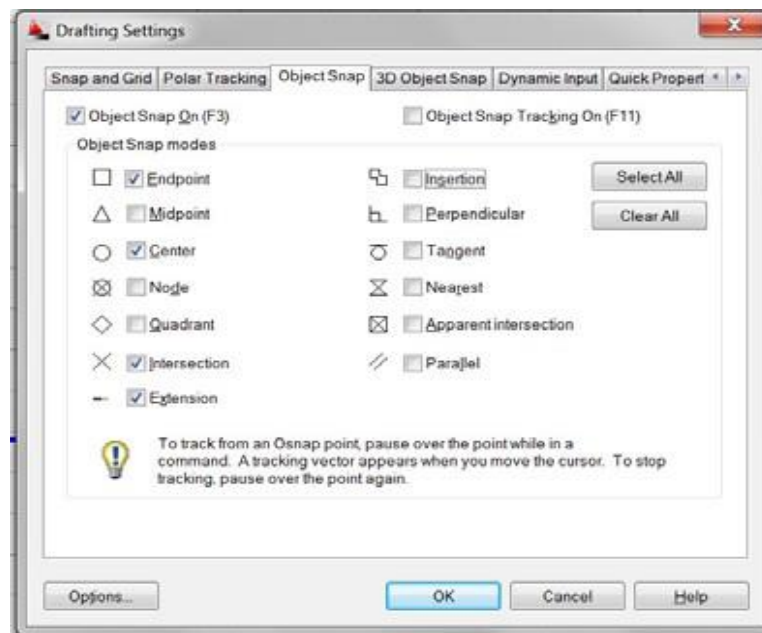 Drafting Settings
Snap and Grid Polar Tracking Object Snap 3D Object Snap Dynamic Input Quick Propert
Object Snap On (F3) Object Snap Tracking On (F11)
Object Snap modes
Endpoint Insertion Select All
Midpoint Perpendicular Clear All
Center Tangent
Node Nearest
Quadrant Apparent intersection
Intersection Parallel
Extension
To track from an Osnap point, pause over the point while in a
command. A tracking vector appears when you move the cursor. To stop
tracking, pause over the point again.
Options... OK Cancel Help